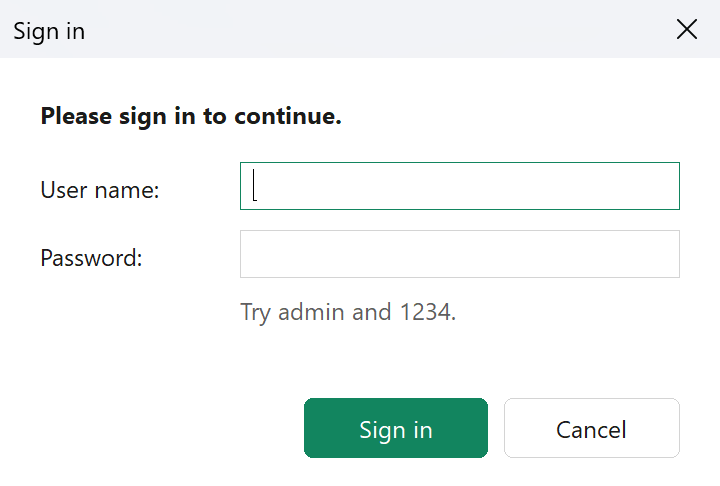 Sign in
Please sign in to continue.
User name:
Password:
Try admin and 1234.
Sign in
Cancel